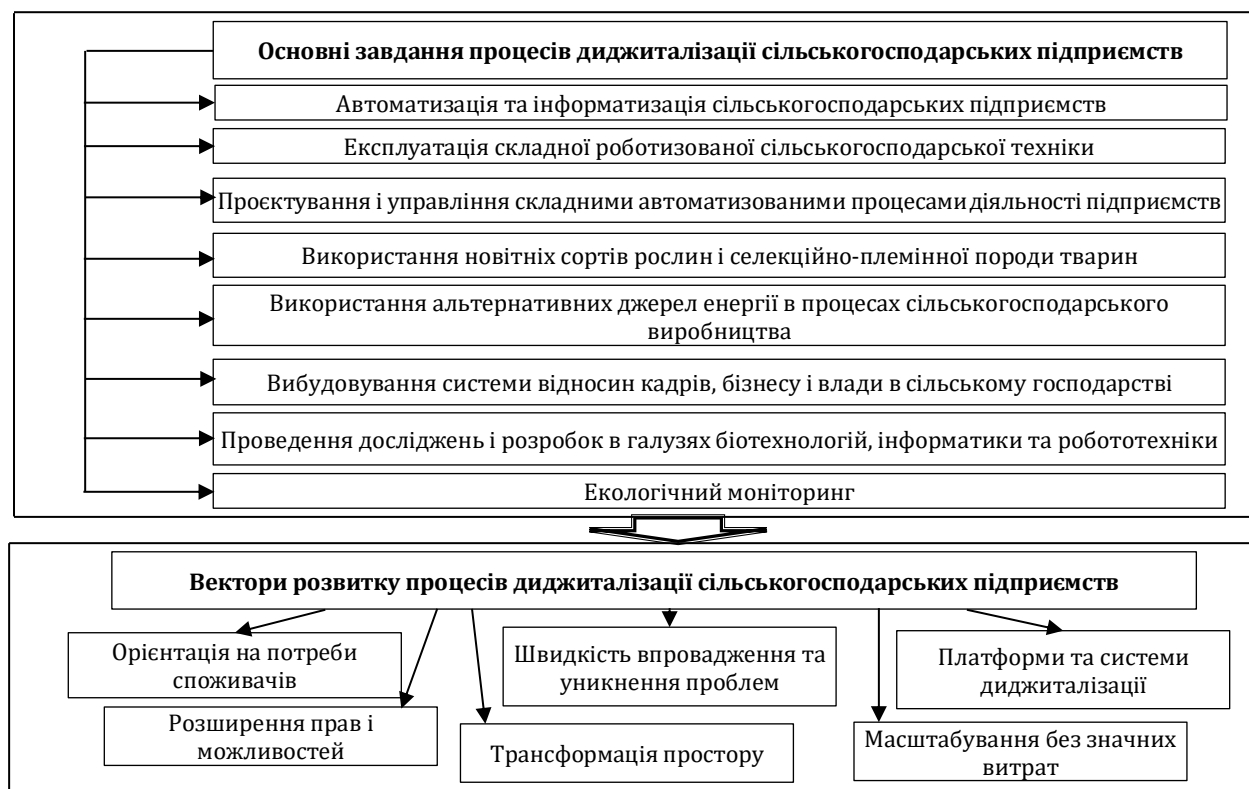 Основні завдання процесів диджиталізації сільськогосподарських підприємств
Автоматизація та інформатизація сільськогосподарських підприємств
Експлуатація складної роботизованої сільськогосподарської техніки
Проєктування і управління складними автоматизованими процесами діяльності підприємств
Використання новітніх сортів рослин і селекційно-племінної породи тварин
Використання альтернативних джерел енергії в процесах сільськогосподарського
виробництва
Вибудовування системи відносин кадрів, бізнесу і влади в сільському господарстві
Проведення досліджень і розробок в галузях біотехнологій, інформатики та робототехніки
Екологічний моніторинг
Вектори розвитку процесів диджиталізації сільськогосподарських підприємств
Орієнтація на потреби
споживачів
Розширення прав і
можливостей
Трансформація простору
Швидкість впровадження та
уникнення проблем
Масштабування без значних
витрат
Платформи та системи
диджиталізації